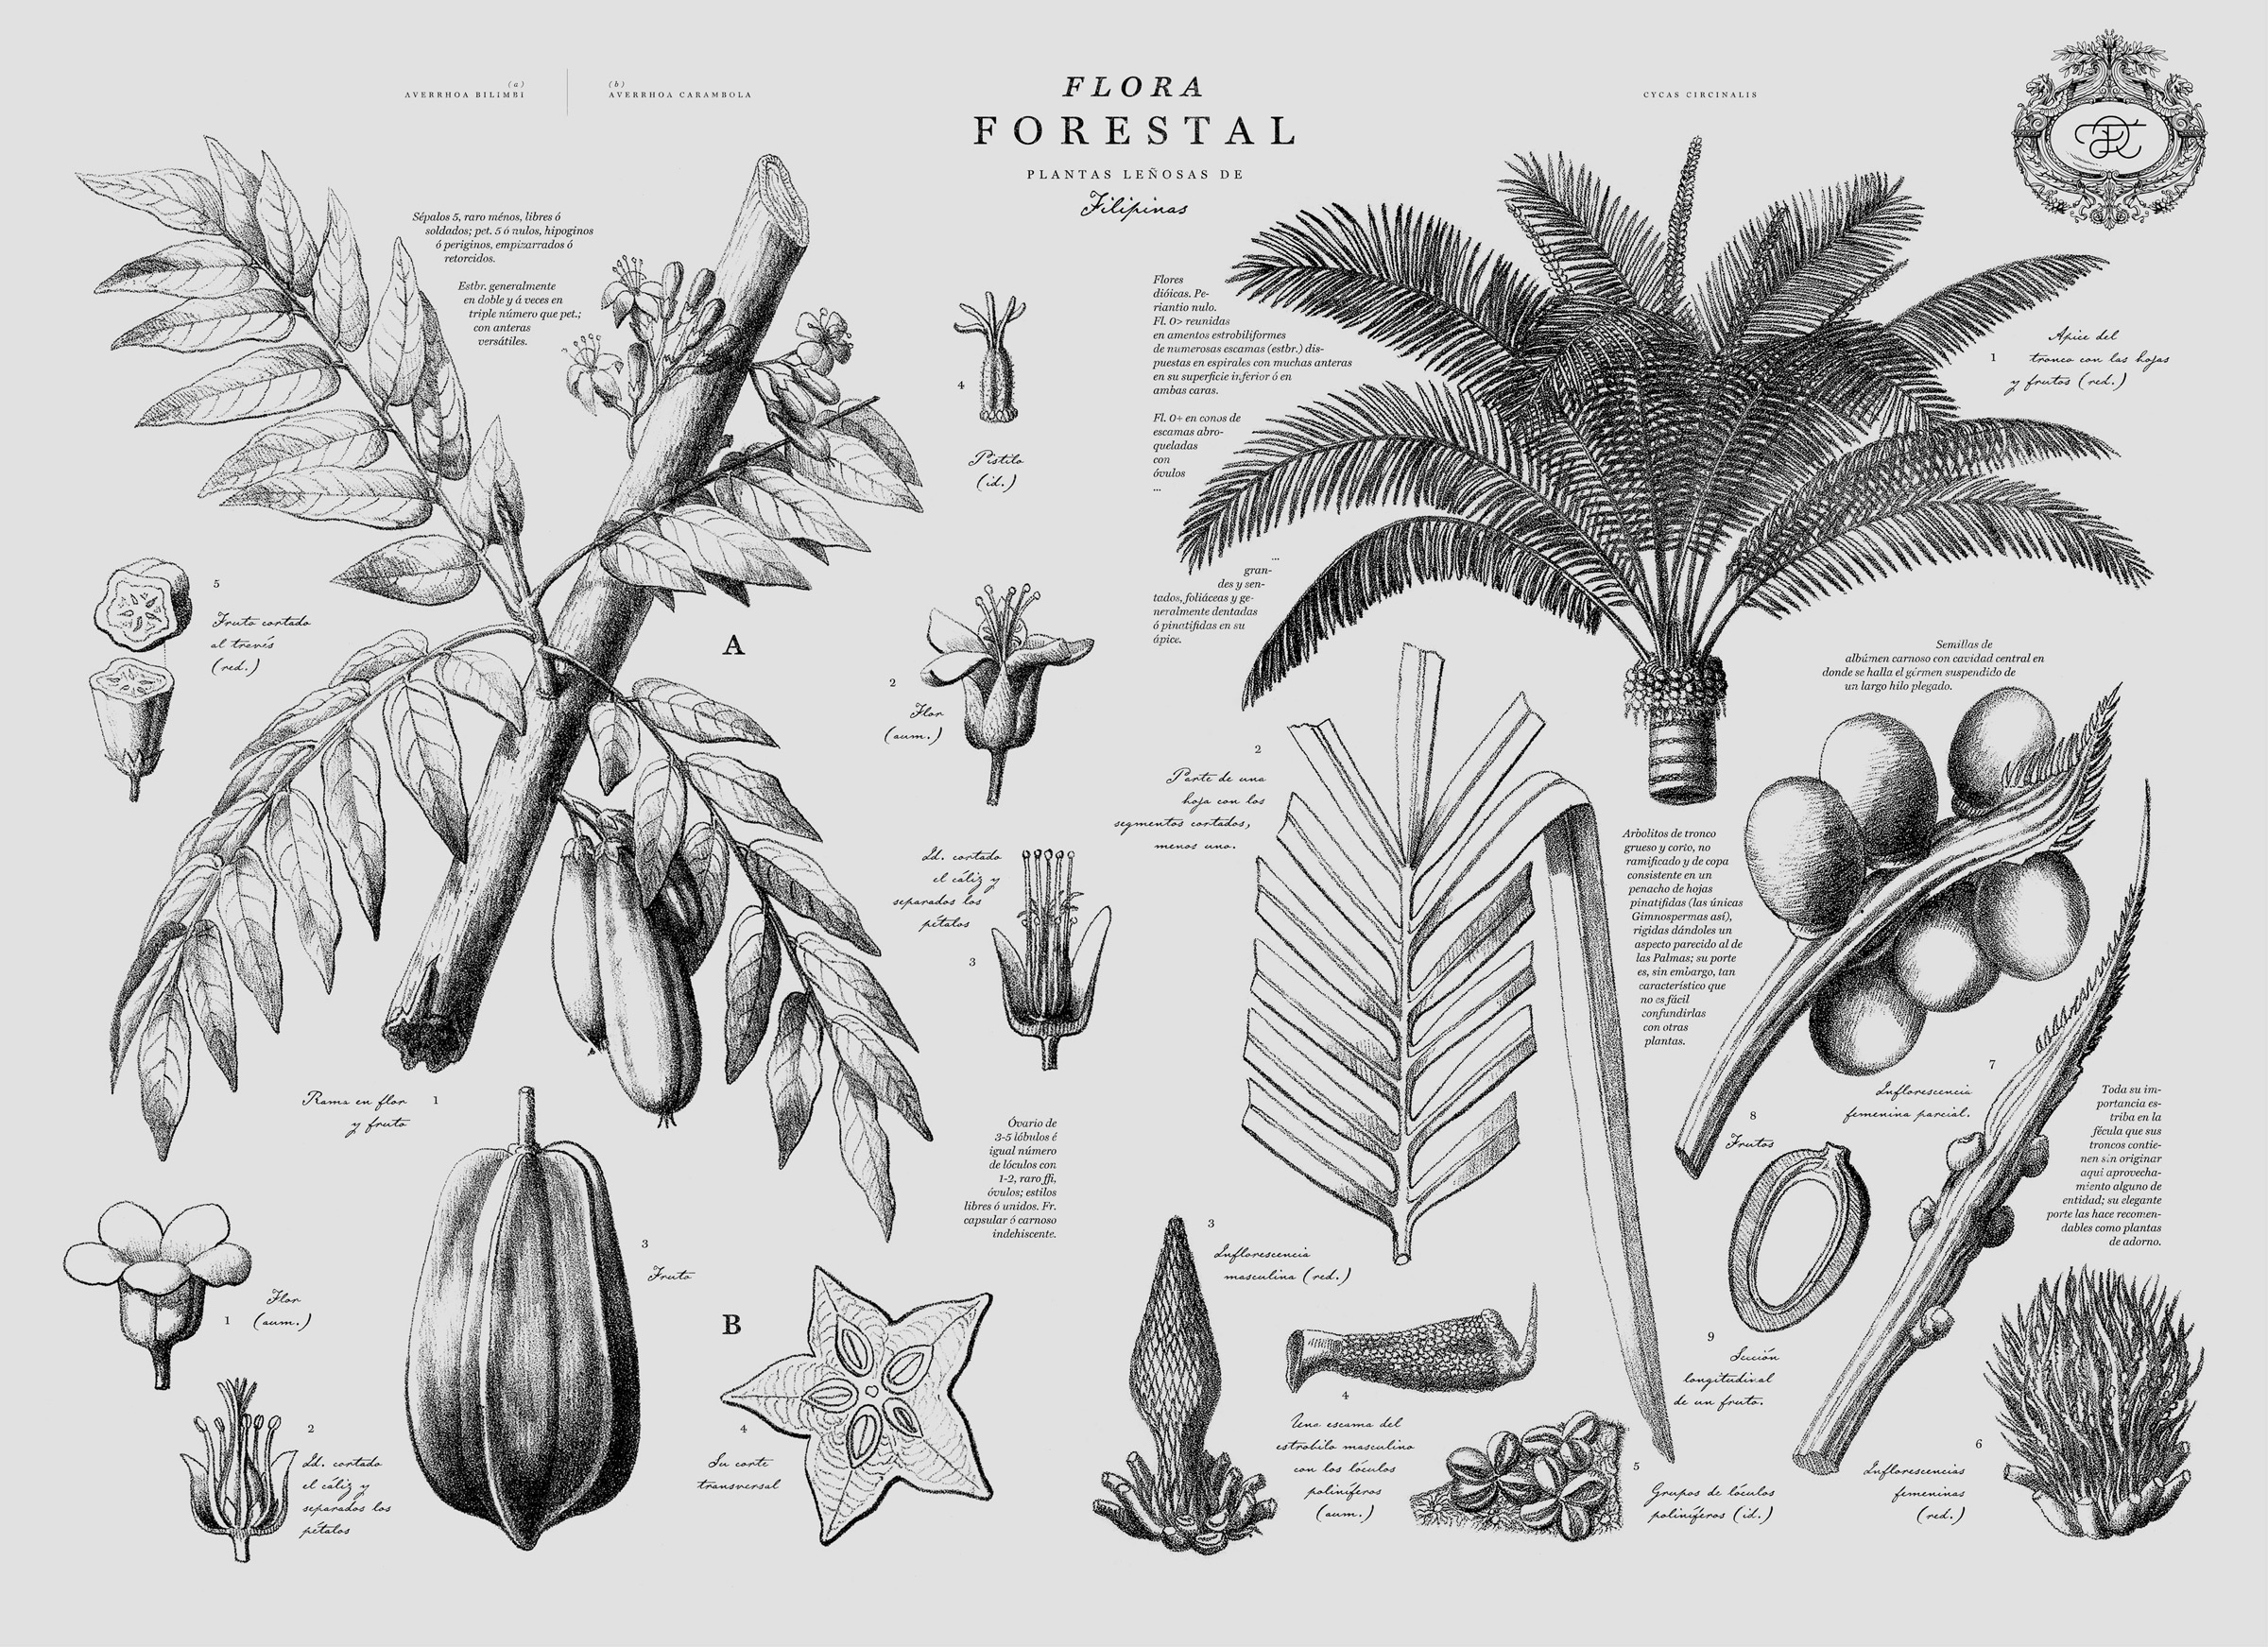 (a)
AVERRHOA BILIMBI
(b)
AVERRHOA CARAMBOLA
FLORA
FORESTAL
PLANTAS LEÑOSAS DE
Filipinas
CYCAS CIRCINALIS
Sépalos 5, raro ménos, libres ó
soldados; pet. 5 ó nulos, hipoginos
ó periginos, empizarrados ó
retorcidos.
Estbr. generalmente
en doble y á veces en
triple número que pet.;
con anteras
versátiles.
4
Pistilo
(id.)
5
Fruto cortado
al través
(red.)
A
2
Flor
(aum.)
Id. cortado
el cáliz y
separados los
pétalos
3
Rama en flor
y fruto
1
Óvario de
3-5 lóbulos é
igual número
de lóculos con
1-2, raro ffi,
óvulos; estilos
libres ó unidos. Fr.
capsular ó carnoso
indehiscente.
1
Flor
(aum.)
2
Id. cortado
el cáliz y
separados los
pétalos
3
Fruto
B
4
Su corte
transversal
Flores
dióicas. Pe-
riantio nulo.
Fl. O> reunidas
en amentos estrobiliformes
de numerosas escamas (estbr.) dis-
puestas en espirales con muchas anteras
en su superficie inferior ó en
ambas caras.
Fl. O+ en conos de
escamas abro-
queladas
con
óvulos
...
...
gran-
des y sen-
tados, foliáceas y ge-
neralmente dentadas
ó pinatifidas en su
ápice.
1
Apice del
tronco con las hojas
y frutos (red.)
2
Parte de una
hoja con los
segmentos cortados,
menos uno.
Semillas de
albúmen carnoso con cavidad central en
donde se halla el gérmen suspendido de
un largo hilo plegado.
Arbolitos de tronco
grueso y corto, no
ramificado y de copa
consistente en un
penacho de hojas
pinatifidas (las únicas
Gimnospermas así),
rigidas dándoles un
aspecto parecido al de
las Palmas; su porte
es, sin embargo, tan
característico que
no es fácil
confundirlas
con otras
plantas.
7
Inflorescencia
femenina parcial.
8
Frutos
Toda su im-
portancia es-
triba en la
fécula que sus
troncos contie-
nen sin originar
aqui aprovecha-
miento alguno de
entidad; su elegante
porte las hace recomen-
dables como plantas
de adorno.
3
Inflorescencia
masculina (red.)
4
Una escama del
estróbilo masculino
con los lóculos
poliníferos
(aum.)
5
Grupos de lóculos
poliníferos (id.)
9
Sección
longitudinal
de un fruto.
6
Inflorescencias
femeninas
(red.)